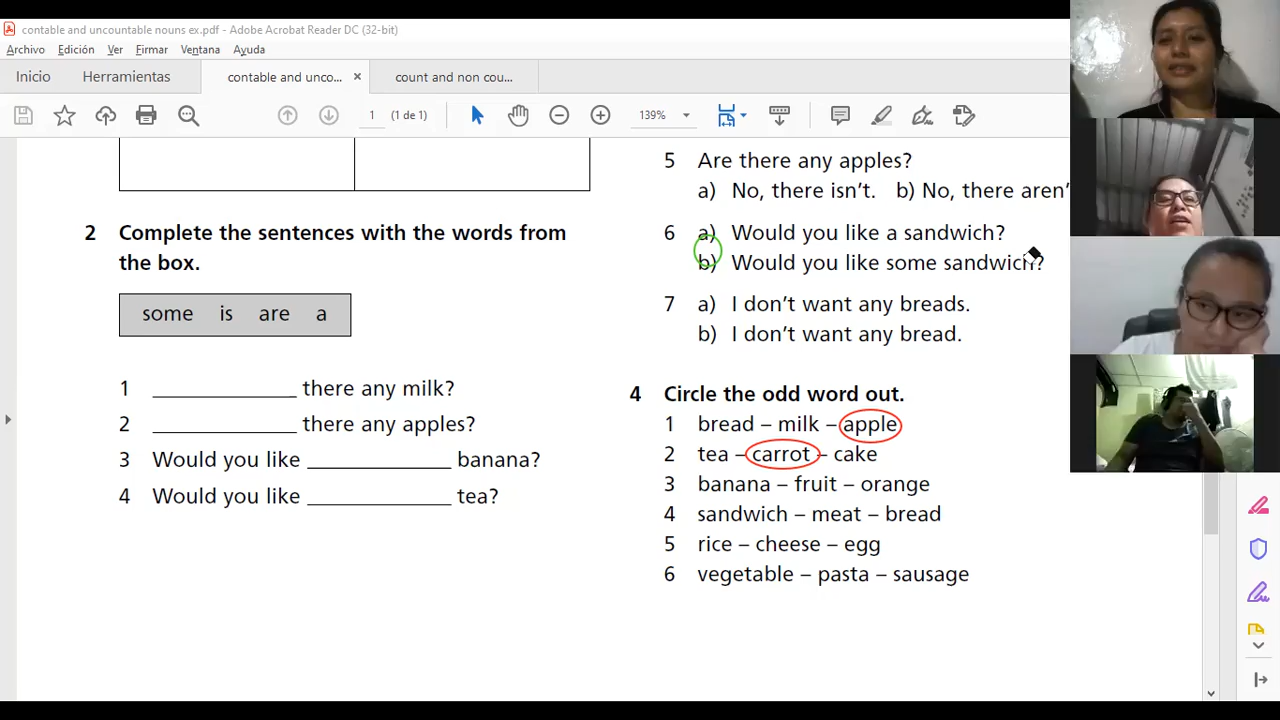 contable and uncountable nouns ex.pdf - Adobe Acrobat Reader DC (32-bit)
Archivo Edición Ver Firmar Ventana Ayuda
Inicio Herramientas contable and unco... × count and non cou...
1 (1 de 1) 139%
2 Complete the sentences with the words from
the box.
some is are a
1 _____________ there any milk?
2 _____________ there any apples?
3 Would you like _____________ banana?
4 Would you like _____________ tea?
5 Are there any apples?
a) No, there isn't. b) No, there aren'
6 a) Would you like a sandwich?
b) Would you like some sandwich?
7 a) I don't want any breads.
b) I don't want any bread.
4 Circle the odd word out.
1 bread – milk – apple
2 tea – carrot – cake
3 banana – fruit – orange
4 sandwich – meat – bread
5 rice – cheese – egg
6 vegetable – pasta – sausage